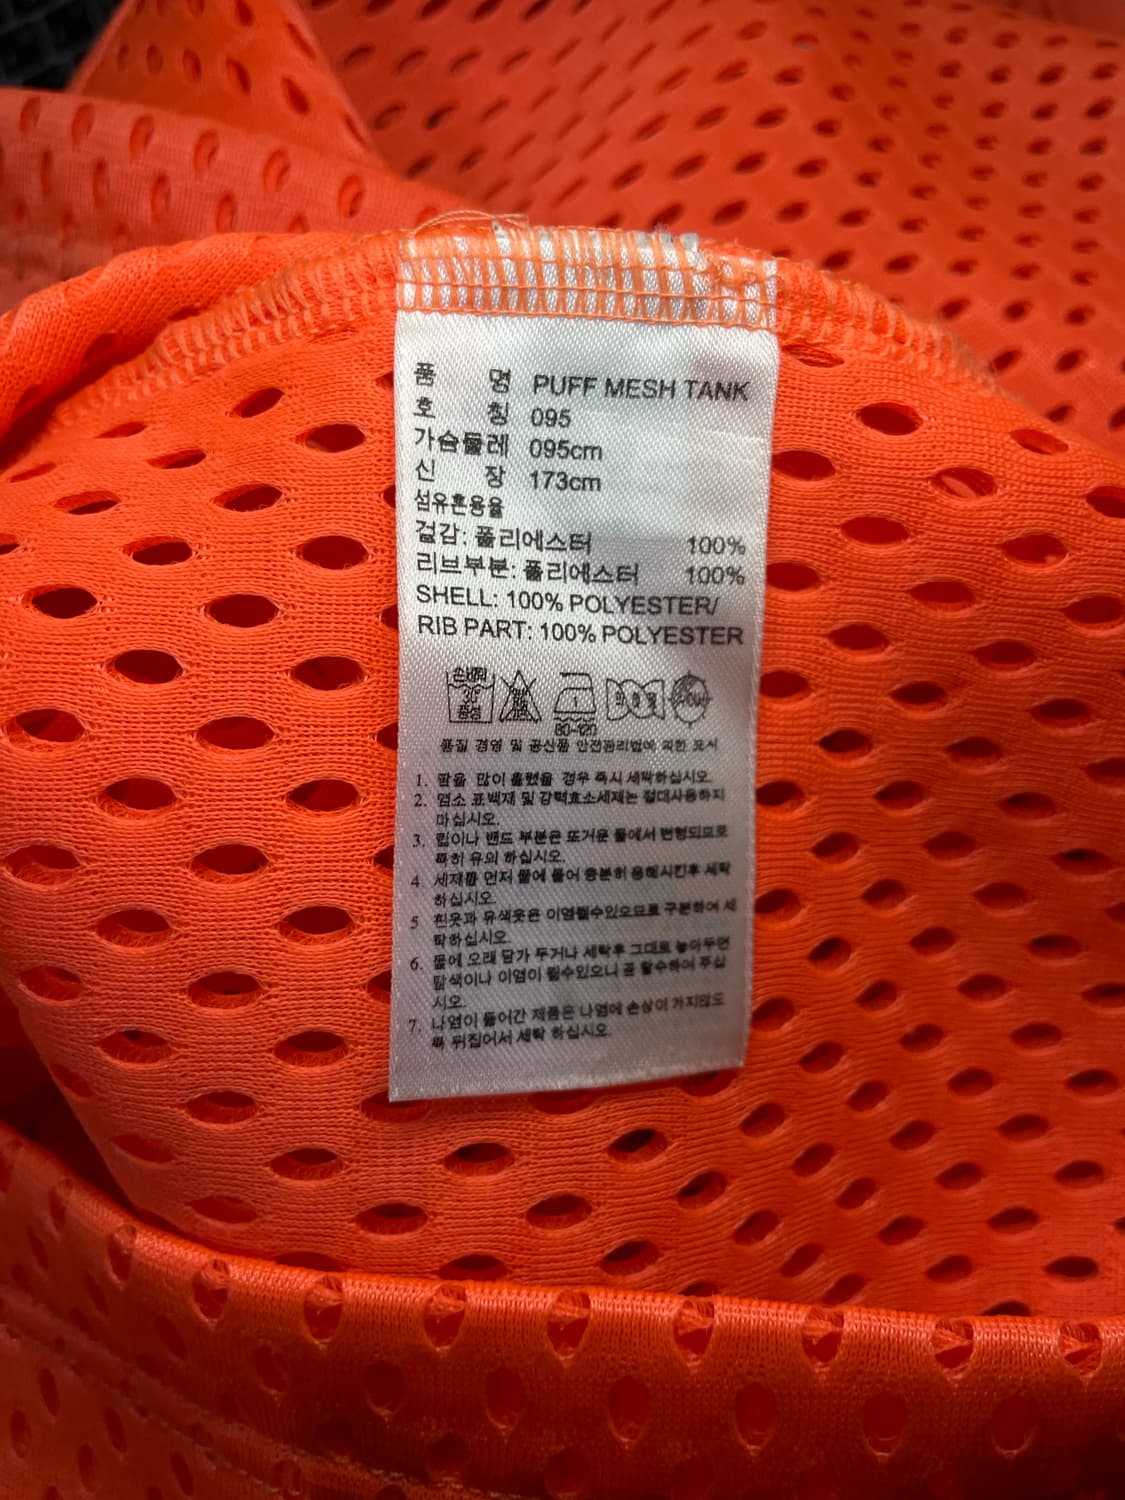 품 명 PUFF MESH TANK
호 칭 095
가슴둘레 095cm
신 장 173cm
섬유혼용율
겉감: 폴리에스터 100%
리브부분: 폴리에스터 100%
SHELL: 100% POLYESTER/
RIB PART: 100% POLYESTER
손세탁
30
중성
80~120
품질 경영 및 공산품 안전관리법에 의한 표시
1. 땀을 많이 흘렸을 경우 즉시 세탁하십시오.
2. 염소 표백제 및 강력효소세제는 절대사용하지
마십시오.
3. 립이나 밴드 부분은 뜨거운 물에서 변형되므로
특히 유의 하십시오.
4. 세제를 먼저 물에 풀어 충분히 용해시킨후 세탁
하십시오.
5 흰옷과 유색옷은 이염될수있으므로 구분하여 세
탁하십시오.
6. 물에 오래 담가 두거나 세탁후 그대로 놓아두면
탈색이나 이염이 될수있으니 곧 탈수하여 주십
시오.
7. 나염이 들어간 제품은 나염에 손상이 가지않도
록 뒤집어서 세탁 하십시오.